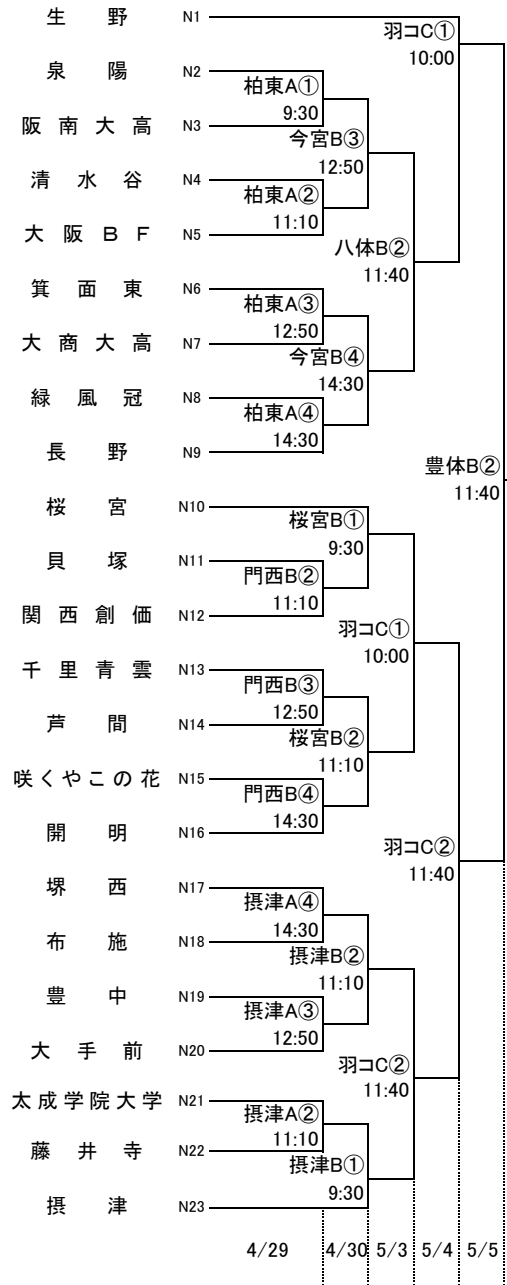 生野 N1
羽コC①
10:00
泉陽 N2
柏東A①
9:30
阪南大高 N3
今宮B③
12:50
清水谷 N4
柏東A②
11:10
大阪BF N5
八体B②
11:40
箕面東 N6
柏東A③
12:50
大商大高 N7
今宮B④
14:30
緑風冠 N8
柏東A④
14:30
長野 N9
豊体B②
11:40
桜宮 N10
桜宮B①
9:30
貝塚 N11
門西B②
11:10
関西創価 N12
羽コC①
10:00
千里青雲 N13
門西B③
12:50
芦間 N14
桜宮B②
11:10
咲くやこの花 N15
門西B④
14:30
開明 N16
羽コC②
11:40
堺西 N17
摂津A④
14:30
布施 N18
摂津B②
11:10
豊中 N19
摂津A③
12:50
大手前 N20
羽コC②
11:40
太成学院大学 N21
摂津A②
11:10
藤井寺 N22
摂津B①
9:30
摂津 N23
4/29 4/30 5/3 5/4 5/5